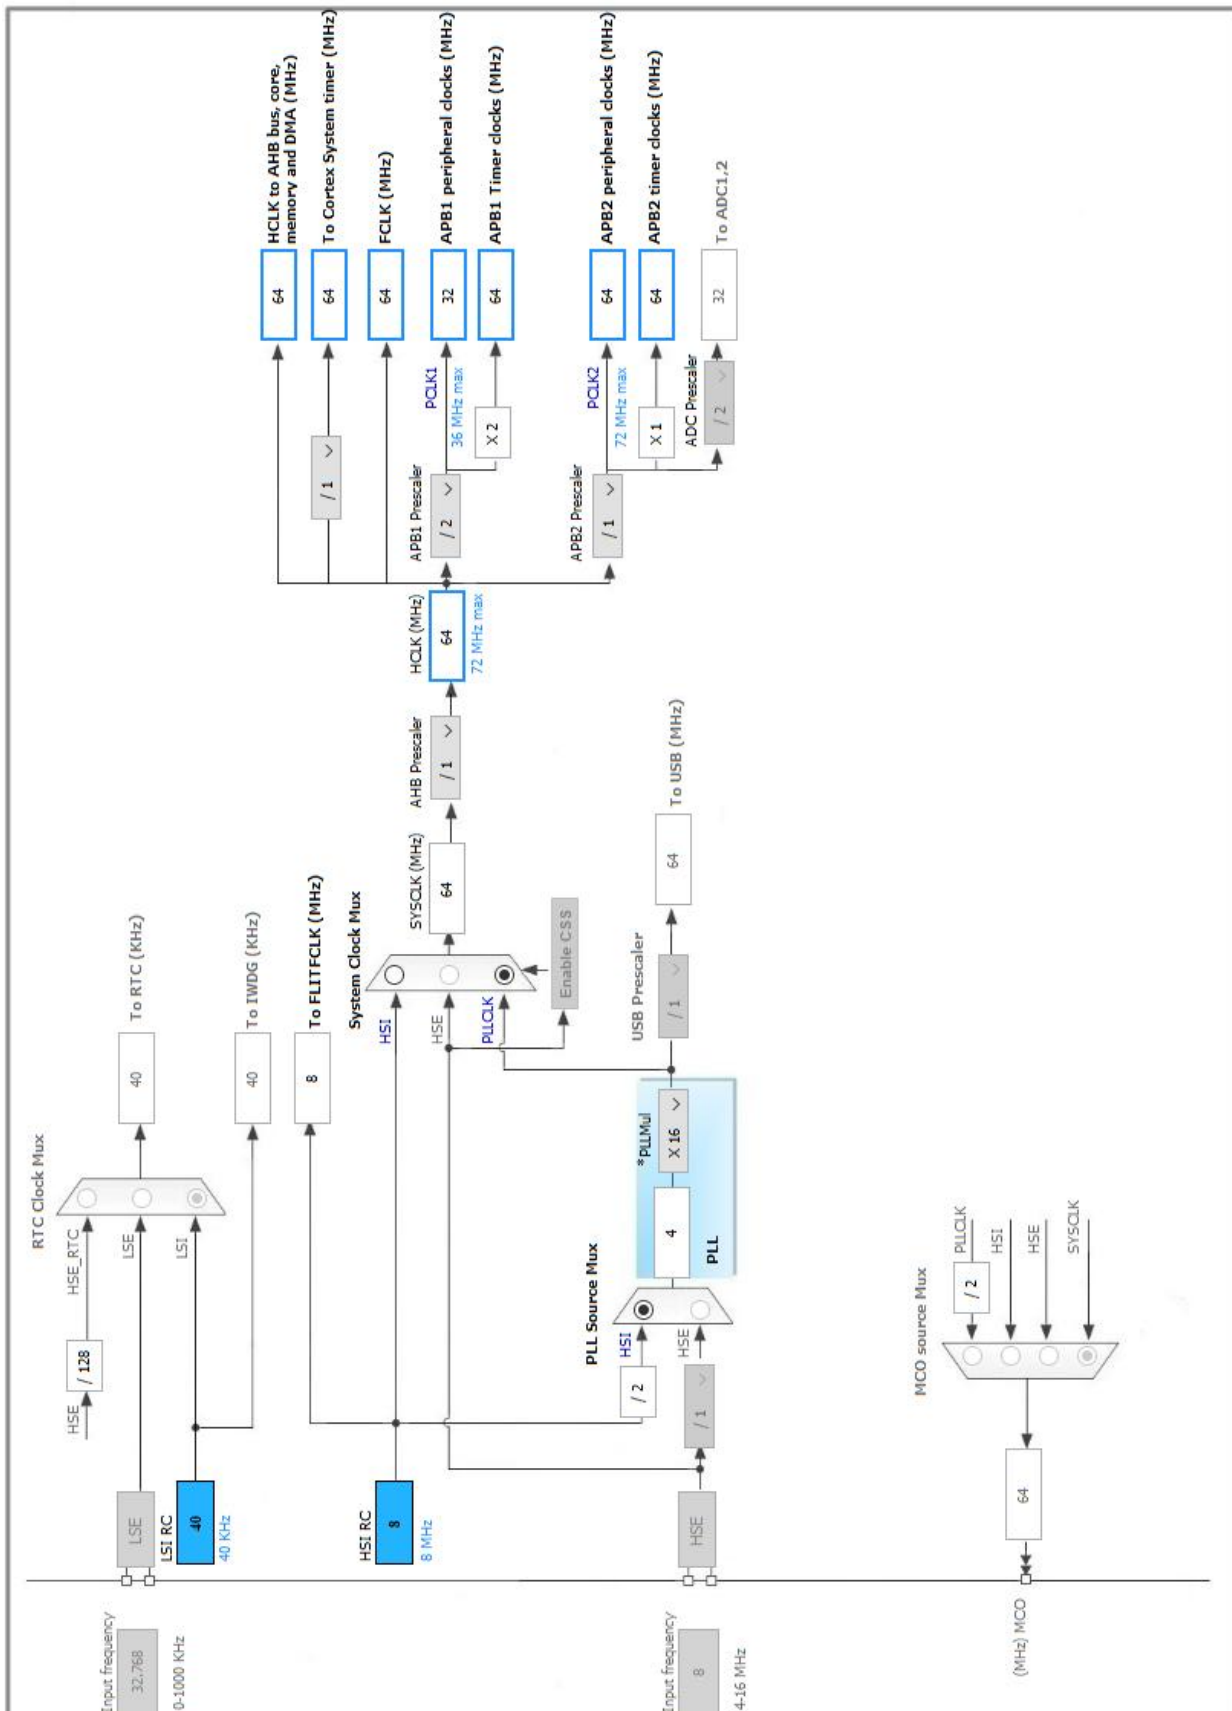 Input frequency
32.768
0-1000 KHz
LSE
LSI RC
40
40 KHz
HSE
/ 128
HSE_RTC
LSE
LSI
RTC Clock Mux
40
To RTC (KHz)
40
To IWDG (KHz)
HSI RC
8
8 MHz
8
To FLITFCLK (MHz)
System Clock Mux
HSI
HSE
PLLCLK
Enable CSS
SYSCLK (MHz)
64
AHB Prescaler
/ 1
HCLK (MHz)
64
72 MHz max
/ 1
APB1 Prescaler
/ 2
PCLK1
36 MHz max
X 2
APB2 Prescaler
/ 1
PCLK2
72 MHz max
X 1
ADC Prescaler
/ 2
64
HCLK to AHB bus, core,
memory and DMA (MHz)
64
To Cortex System timer (MHz)
64
FCLK (MHz)
32
APB1 peripheral clocks (MHz)
64
APB1 Timer clocks (MHz)
64
APB2 peripheral clocks (MHz)
64
APB2 timer clocks (MHz)
32
To ADC1,2
Input frequency
8
4-16 MHz
HSE
/ 1
/ 2
PLL Source Mux
HSI
HSE
4
*PLLMul
X 16
PLL
USB Prescaler
/ 1
64
To USB (MHz)
(MHz) MCO
64
MCO source Mux
/ 2
PLLCLK
HSI
HSE
SYSCLK